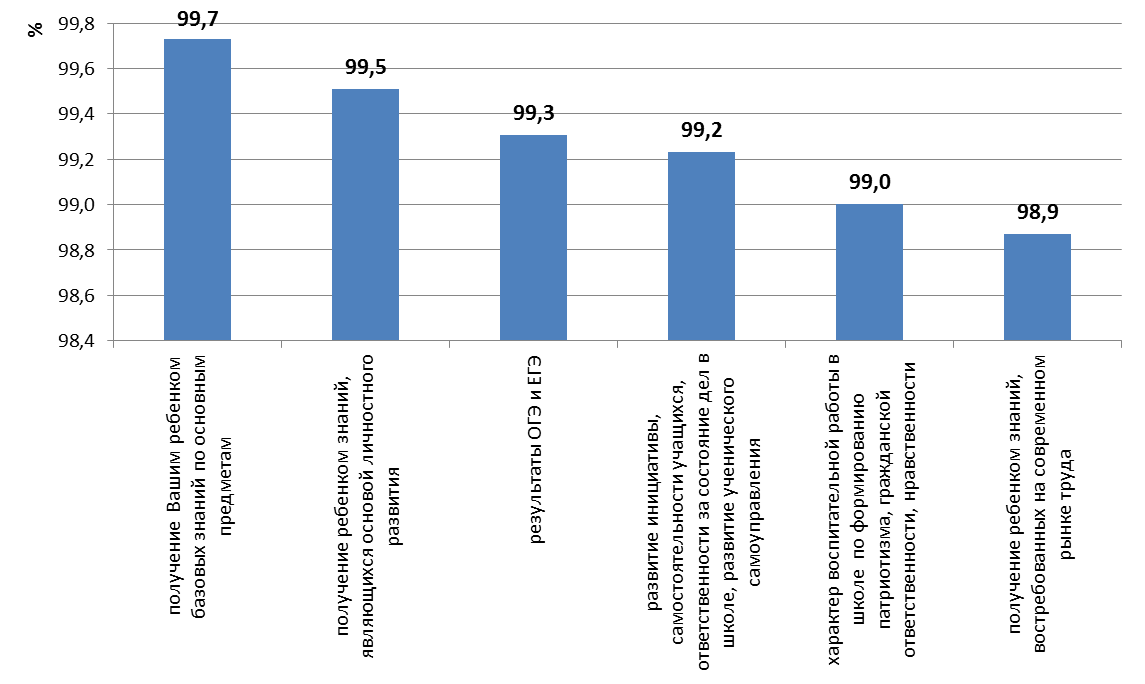 %
99,8
99,6
99,4
99,2
99,0
98,8
98,6
98,4
99,7
99,5
99,3
99,2
99,0
98,9
получение Вашим ребенком
базовых знаний по основным
предметам
получение ребенком знаний,
являющихся основой личностного
развития
результаты ОГЭ и ЕГЭ
развитие инициативы,
самостоятельности учащихся,
ответственности за состояние дел в
школе, развитие ученического
самоуправления
характер воспитательной работы в
школе по формированию
патриотизма, гражданской
ответственности, нравственности
получение ребенком знаний,
востребованных на современном
рынке труда